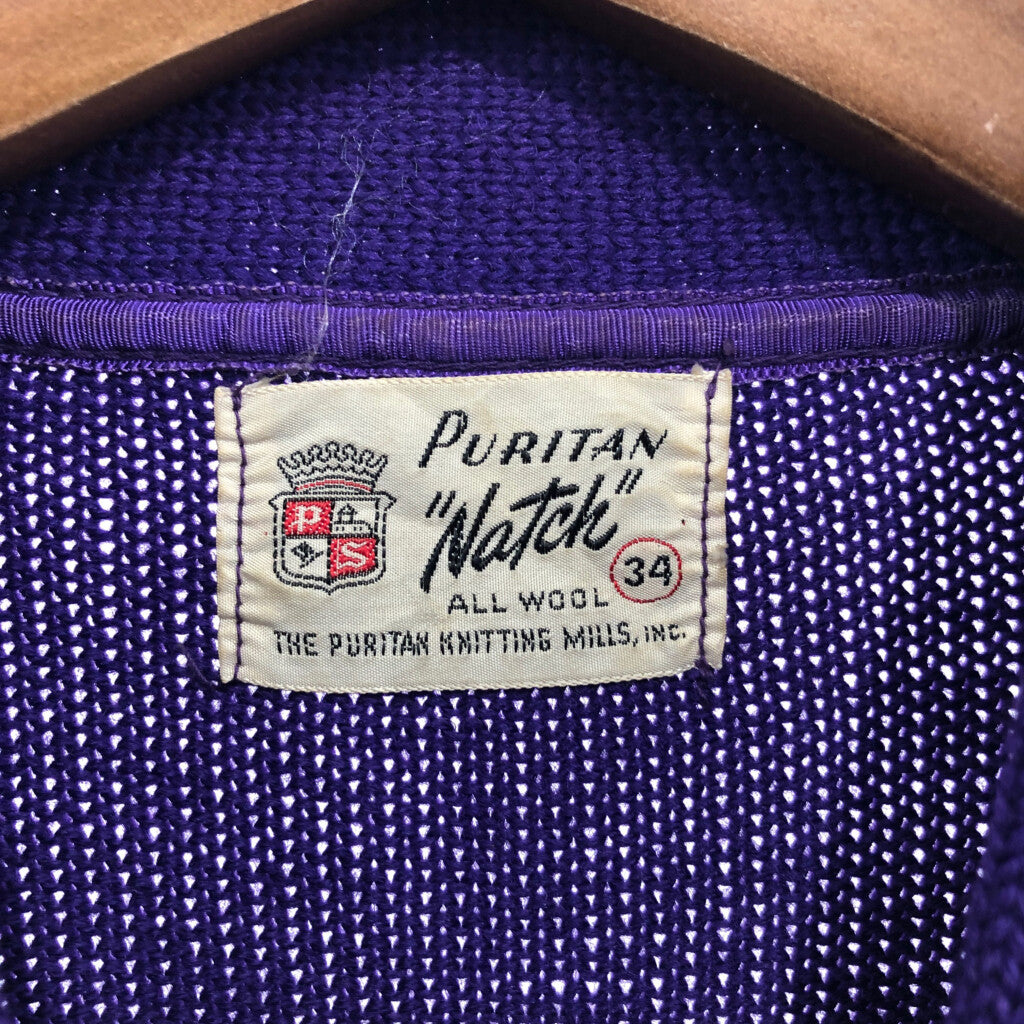 PURITAN
"Natch"
P
S
34
ALL WOOL
THE PURITAN KNITTING MILLS, INC.